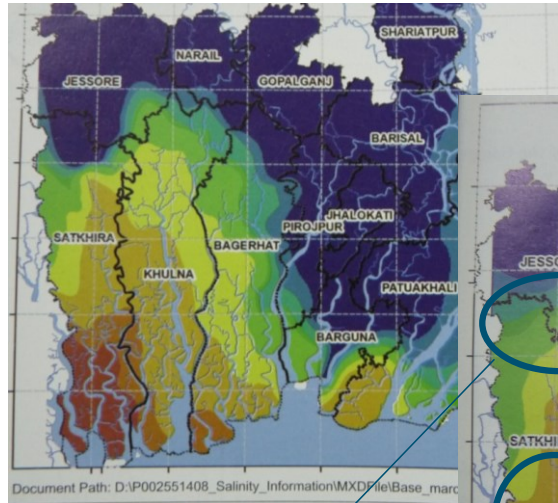 SHARIATPUR
NARAIL
JESSORE
GOPALGANJ
BARISAL
JHALOKATI
PIROJPUR
SATKHIRA
BAGERHAT
KHULNA
PATUAKHALI
BARGUNA
JESSO
SATKHI
Document Path: D:\P002551408_Salinity_Information\MXDFile\Base_marc